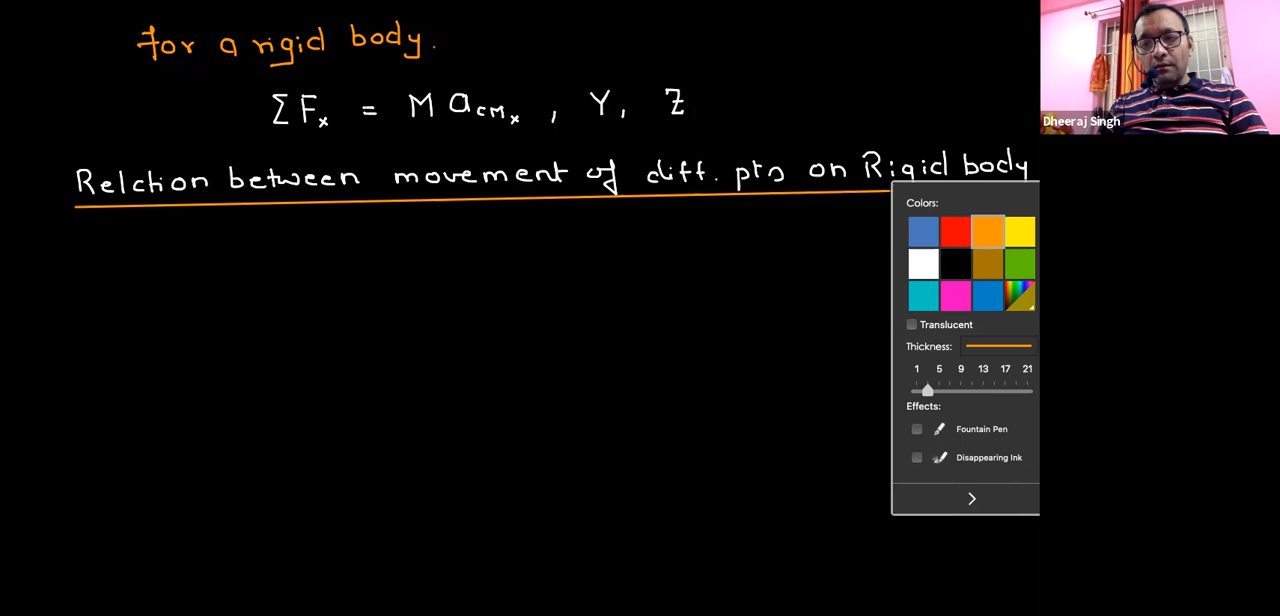 for a rigid body.
ΣFx = M aCMx , Y, Z
Relction between movement of diff. pts on Rigid body
Dheeraj Singh
Colors:
Translucent
Thickness:
1 5 9 13 17 21
Effects:
Fountain Pen
Disappearing Ink